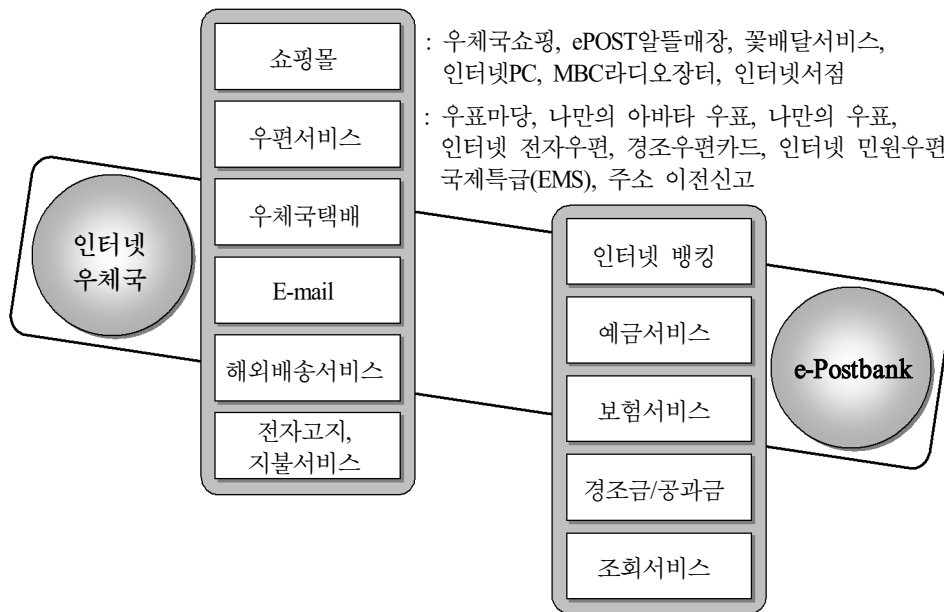 쇼핑몰
: 우체국쇼핑, ePOST알뜰매장, 꽃배달서비스,
인터넷PC, MBC라디오장터, 인터넷서점
우편서비스
: 우표마당, 나만의 아바타 우표, 나만의 우표,
인터넷 전자우편, 경조우편카드, 인터넷 민원우편
국제특급(EMS), 주소 이전신고
인터넷
우체국
우체국택배
E-mail
해외배송서비스
전자고지,
지불서비스
인터넷 뱅킹
예금서비스
보험서비스
경조금/공과금
조회서비스
e-Postbank